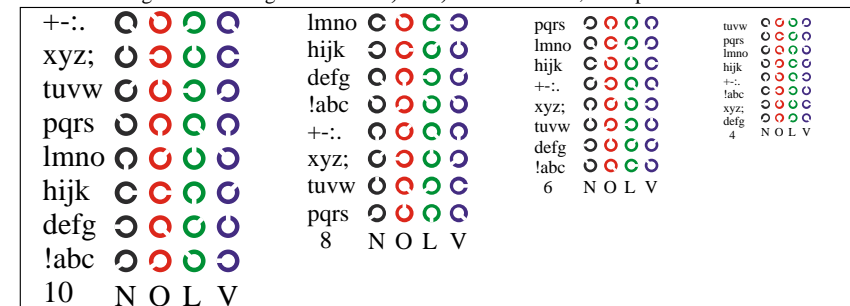 +-:.
xyz;
tuvw
pqrs
lmno
hijk
defg
!abc
10 N O L V
lmno
hijk
defg
!abc
+-:.
xyz;
tuvw
pqrs
8 N O L V
pqrs
lmno
hijk
+-:.
xyz;
tuvw
defg
!abc
6 N O L V
tuvw
pqrs
lmno
hijk
+-:.
!abc
xyz;
defg
4 N O L V